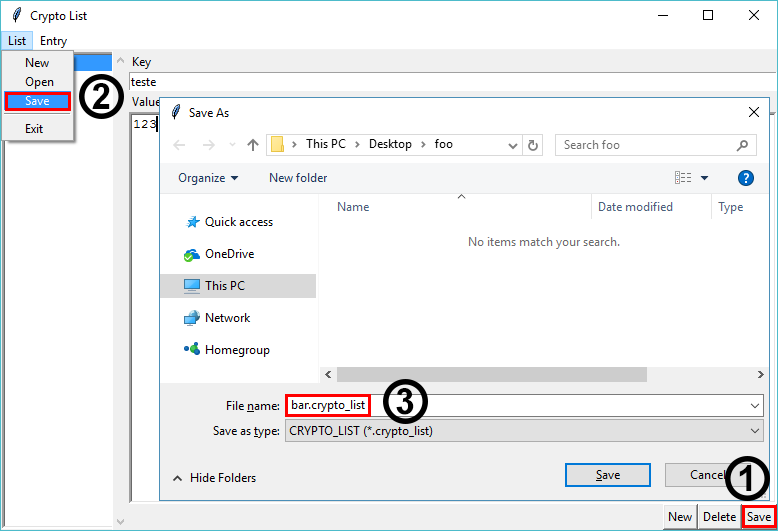 Crypto List
List Entry
New
Open
Save
Exit
2
Key
teste
Value
123
Save As
This PC > Desktop > foo
Search foo
Organize New folder
?
Name Date modified Type
No items match your search.
Quick access
OneDrive
This PC
Network
Homegroup
File name: bar.crypto_list
3
Save as type: CRYPTO_LIST (*.crypto_list)
Hide Folders
Save Cancel
1
New Delete Save